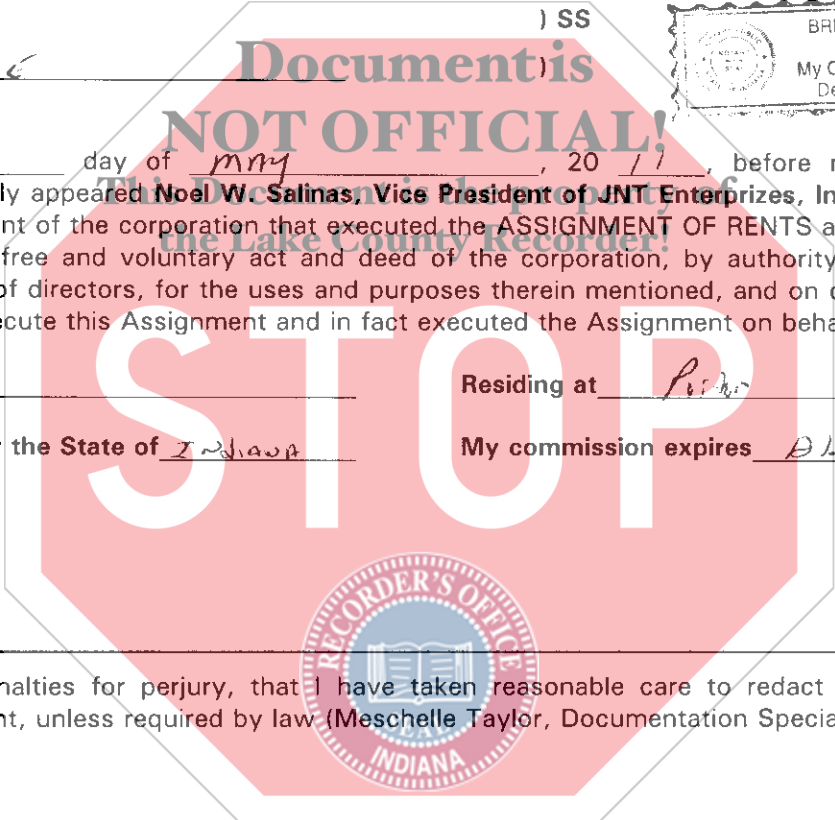 ) SS
BRI
)
My C
De
Document is
NOT OFFICIAL!
day of may, 20 11, before
ly appeared Noel W. Salinas, Vice President of JNT Enterprizes, In
This Document is the property of
nt of the corporation that executed the ASSIGNMENT OF RENTS a
the Lake County Recorder!
free and voluntary act and deed of the corporation, by authority
of directors, for the uses and purposes therein mentioned, and on
ecute this Assignment and in fact executed the Assignment on beha
STOP
Residing at
the State of Indiana My commission expires
RECORDER'S OFFICE
SEAL
INDIANA
nalties for perjury, that I have taken reasonable care to redact
nt, unless required by law (Meschelle Taylor, Documentation Specia